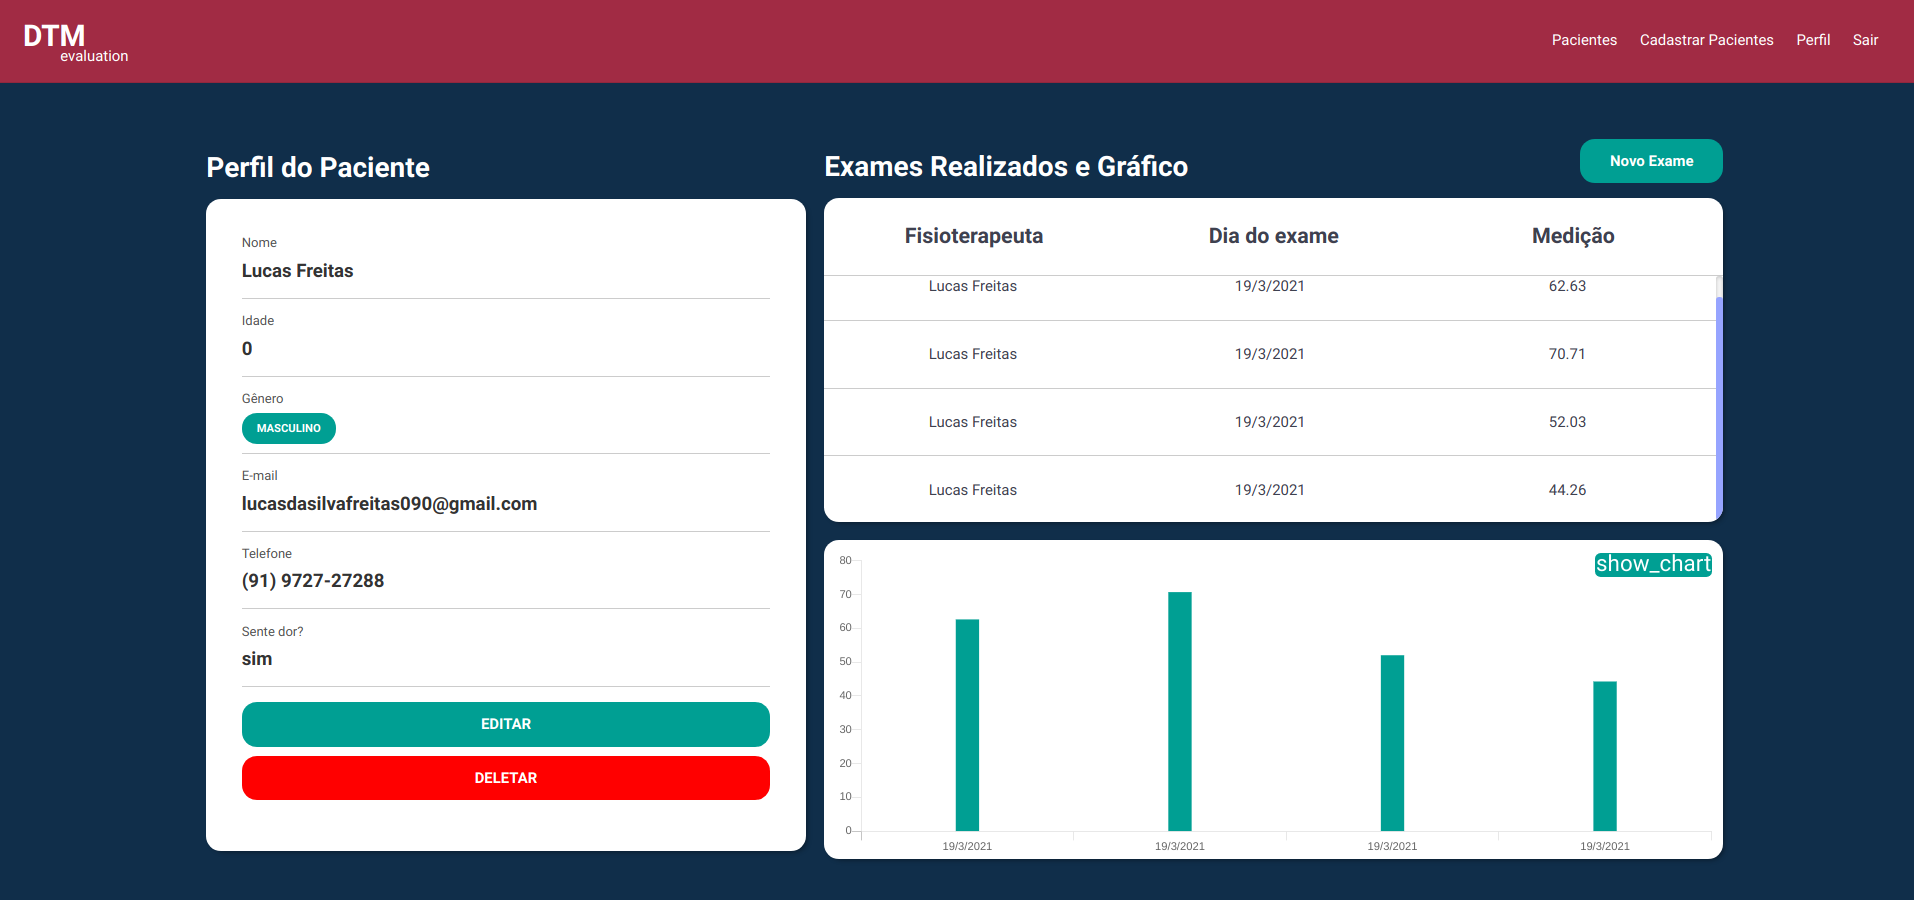 DTM
evaluation
Pacientes Cadastrar Pacientes Perfil Sair
Perfil do Paciente
Nome
Lucas Freitas
Idade
0
Gênero
MASCULINO
E-mail
lucasdasilvafreitas090@gmail.com
Telefone
(91) 9727-27288
Sente dor?
sim
EDITAR
DELETAR
Exames Realizados e Gráfico
Novo Exame
Fisioterapeuta Dia do exame Medição
Lucas Freitas 19/3/2021 62.63
Lucas Freitas 19/3/2021 70.71
Lucas Freitas 19/3/2021 52.03
Lucas Freitas 19/3/2021 44.26
show_chart
80
70
60
50
40
30
20
10
0
19/3/2021 19/3/2021 19/3/2021 19/3/2021